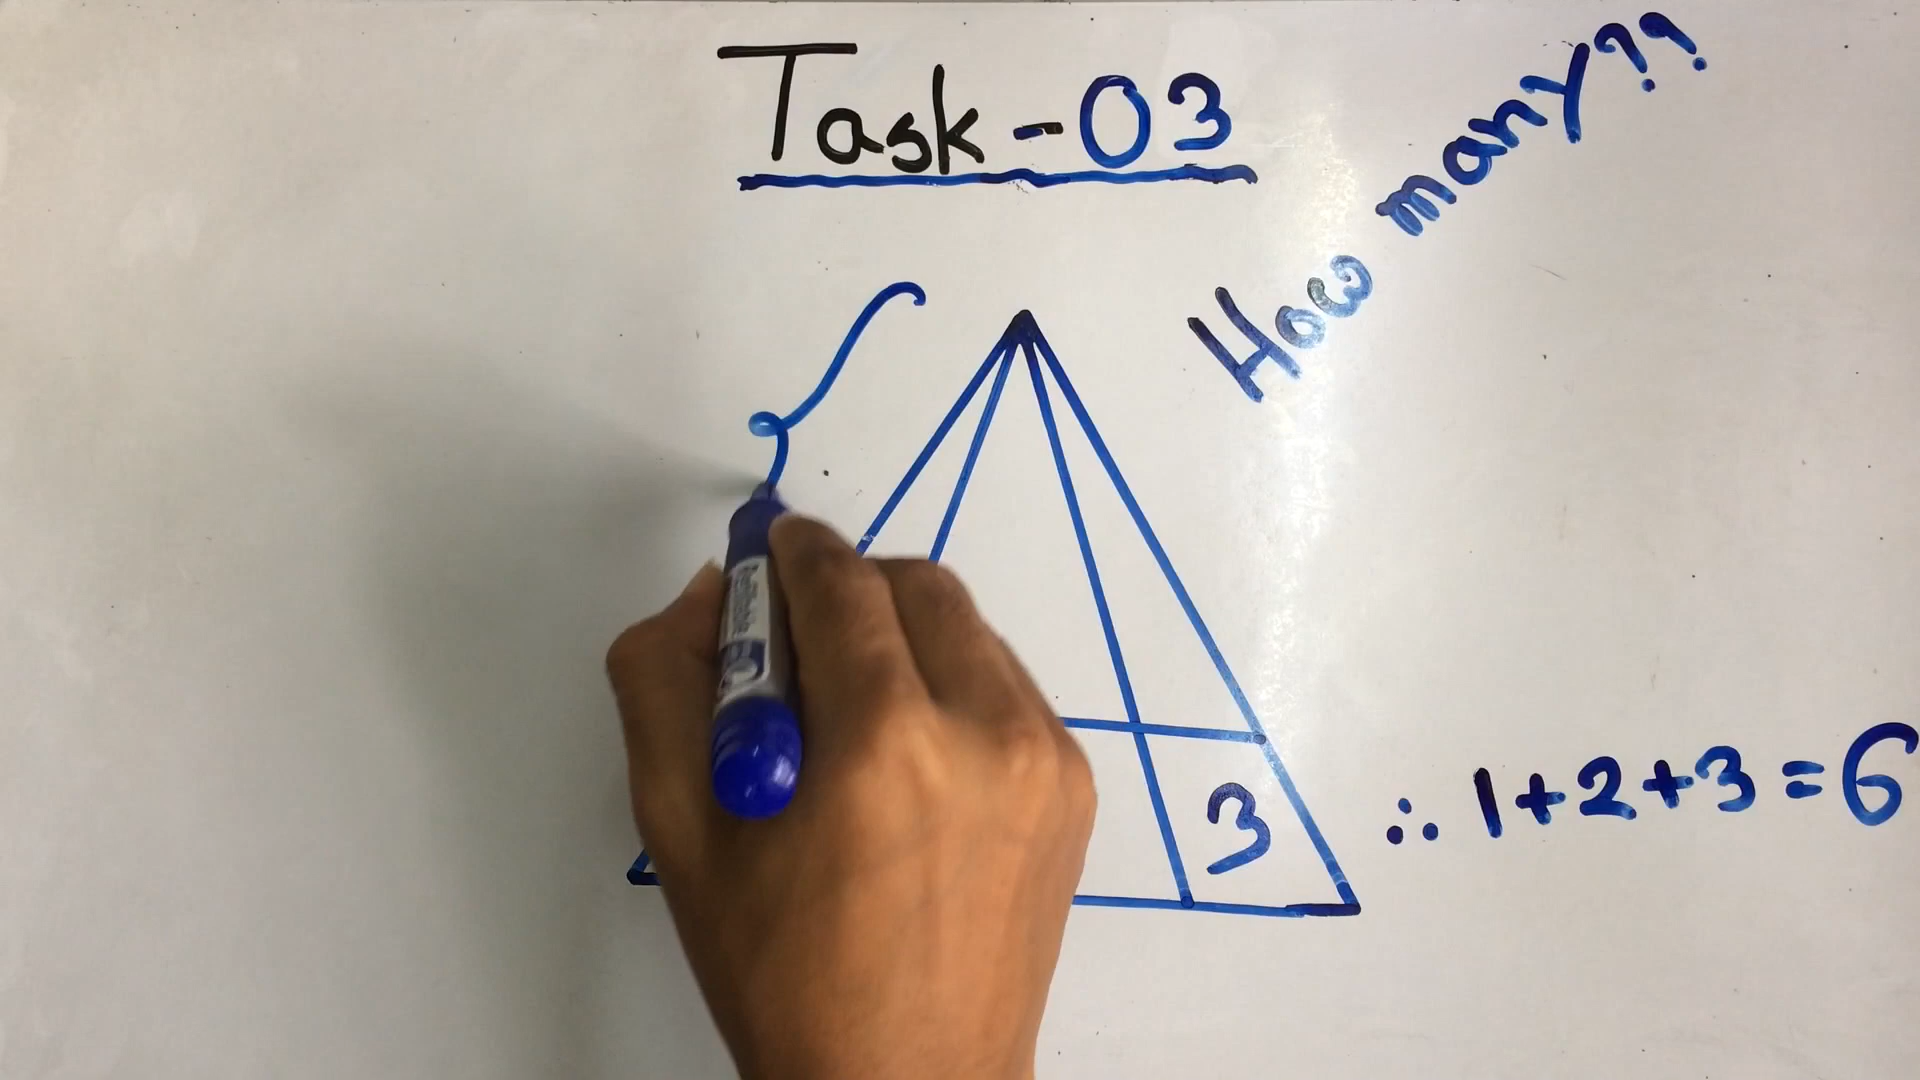 Task-03
How many??
3
∴ 1+2+3=6